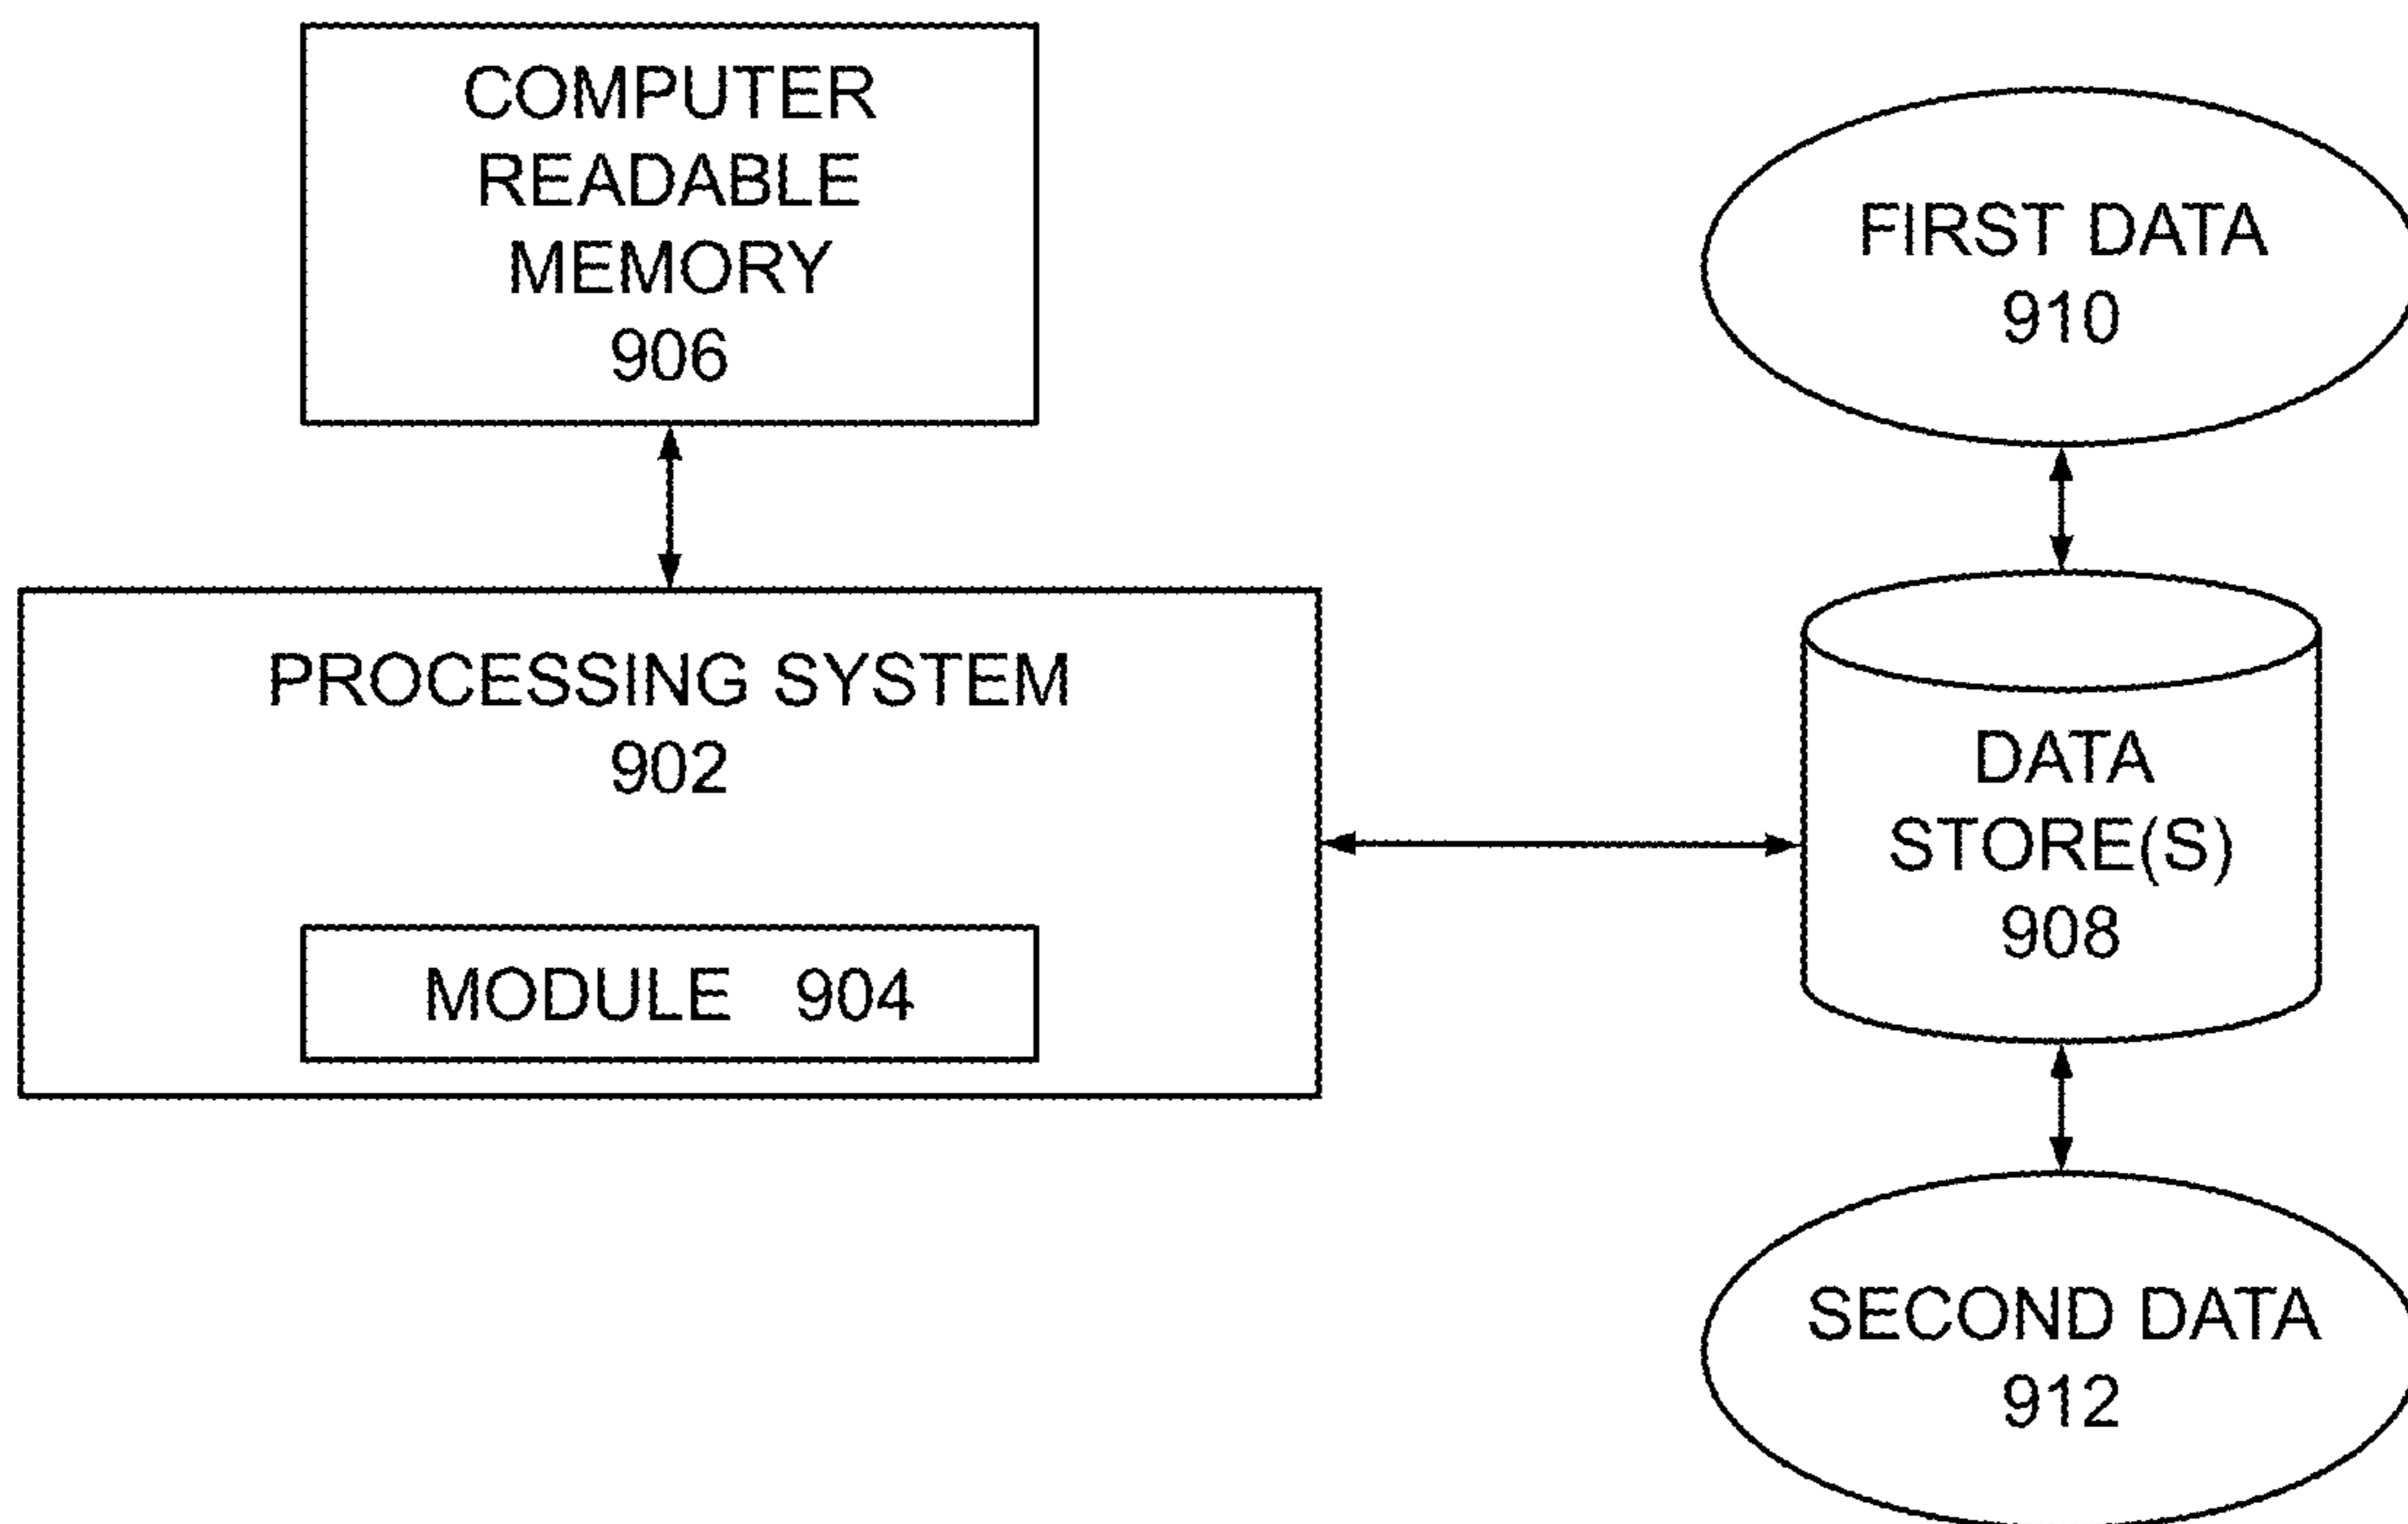 COMPUTER
READABLE
MEMORY
906
PROCESSING SYSTEM
902
MODULE 904
FIRST DATA
910
DATA
STORE(S)
908
SECOND DATA
912